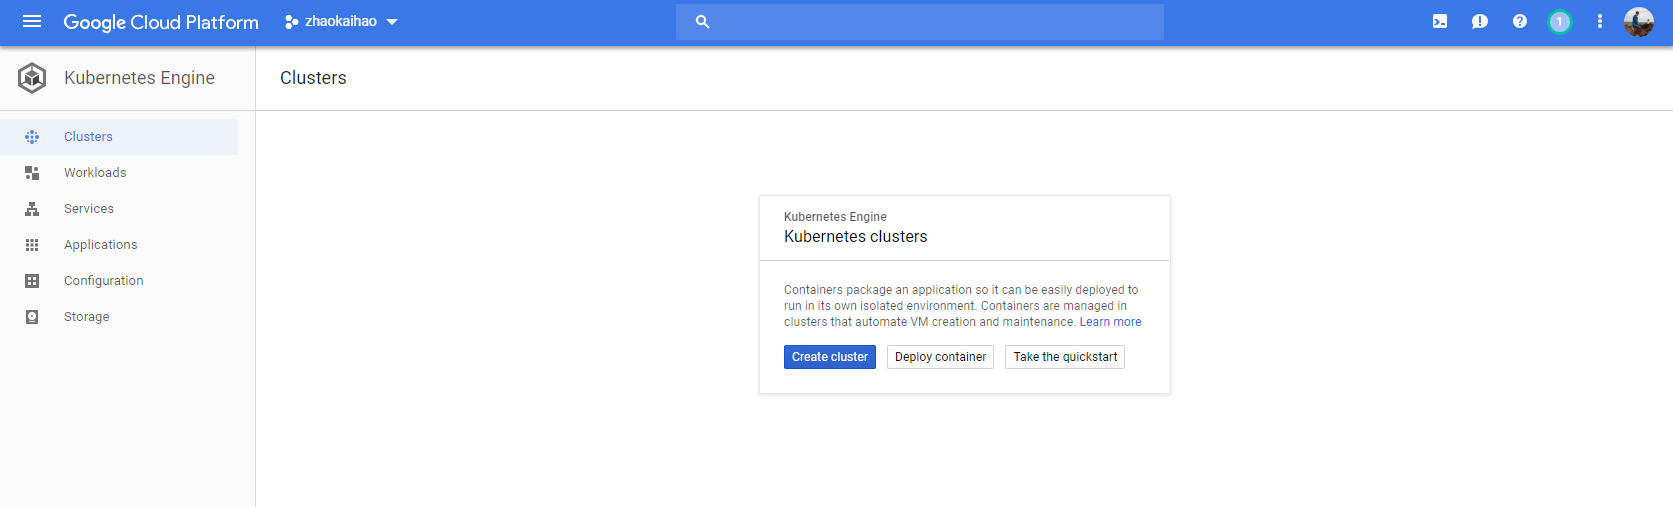 Google Cloud Platform
zhaokaihao
1
Kubernetes Engine
Clusters
Clusters
Workloads
Services
Applications
Configuration
Storage
Kubernetes Engine
Kubernetes clusters
Containers package an application so it can be easily deployed to
run in its own isolated environment. Containers are managed in
clusters that automate VM creation and maintenance. Learn more
Create cluster
Deploy container
Take the quickstart